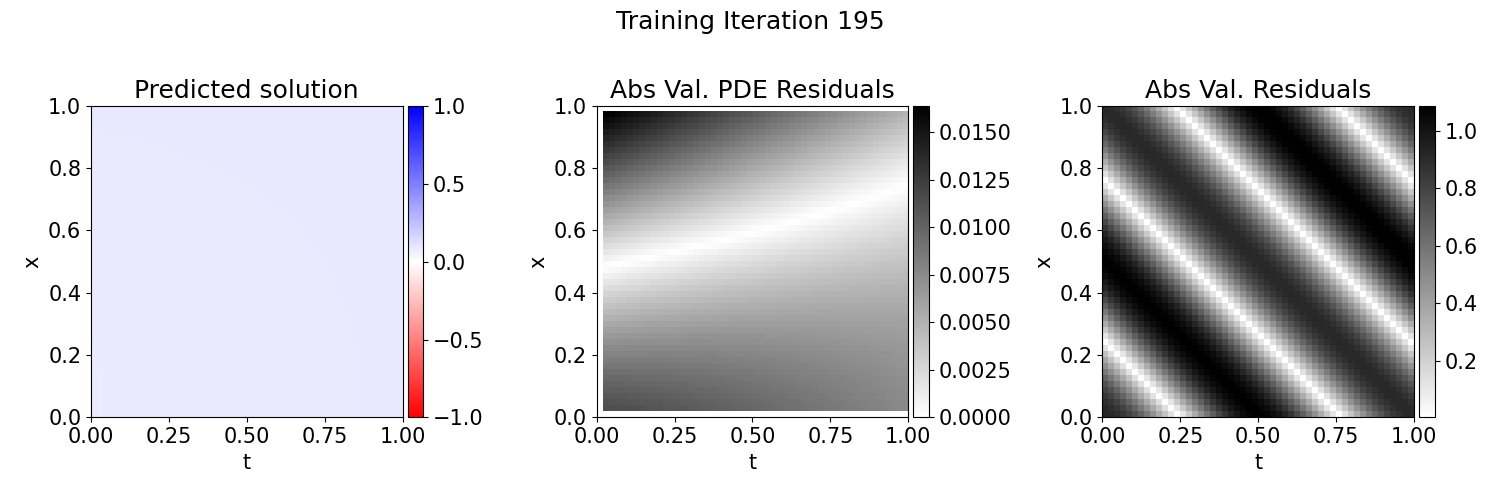 Training Iteration 195
Predicted solution
Abs Val. PDE Residuals
Abs Val. Residuals
1.0
0.8
0.6
0.4
0.2
0.0
x
0.00 0.25 0.50 0.75 1.00
t
1.0
0.5
0.0
−0.5
−1.0
1.0
0.8
0.6
0.4
0.2
0.0
x
0.00 0.25 0.50 0.75 1.00
t
0.0150
0.0125
0.0100
0.0075
0.0050
0.0025
0.0000
1.0
0.8
0.6
0.4
0.2
0.0
x
0.00 0.25 0.50 0.75 1.00
t
1.0
0.8
0.6
0.4
0.2